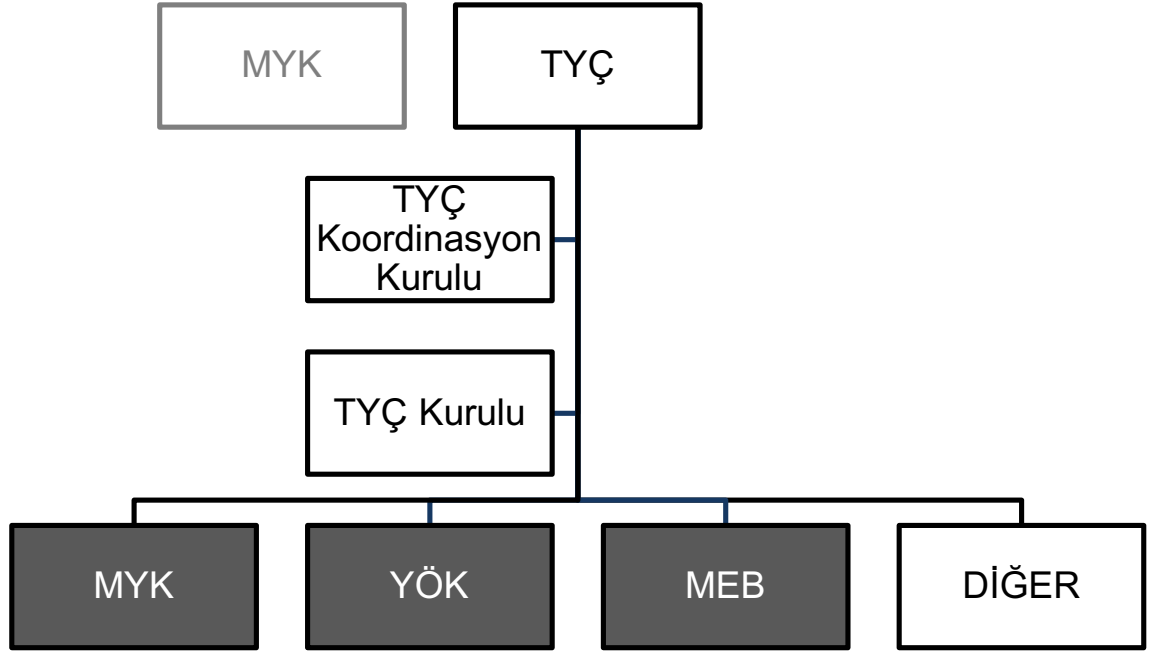 MYK
TYÇ
TYÇ
Koordinasyon
Kurulu
TYÇ Kurulu
MYK
YÖK
MEB
DİĞER